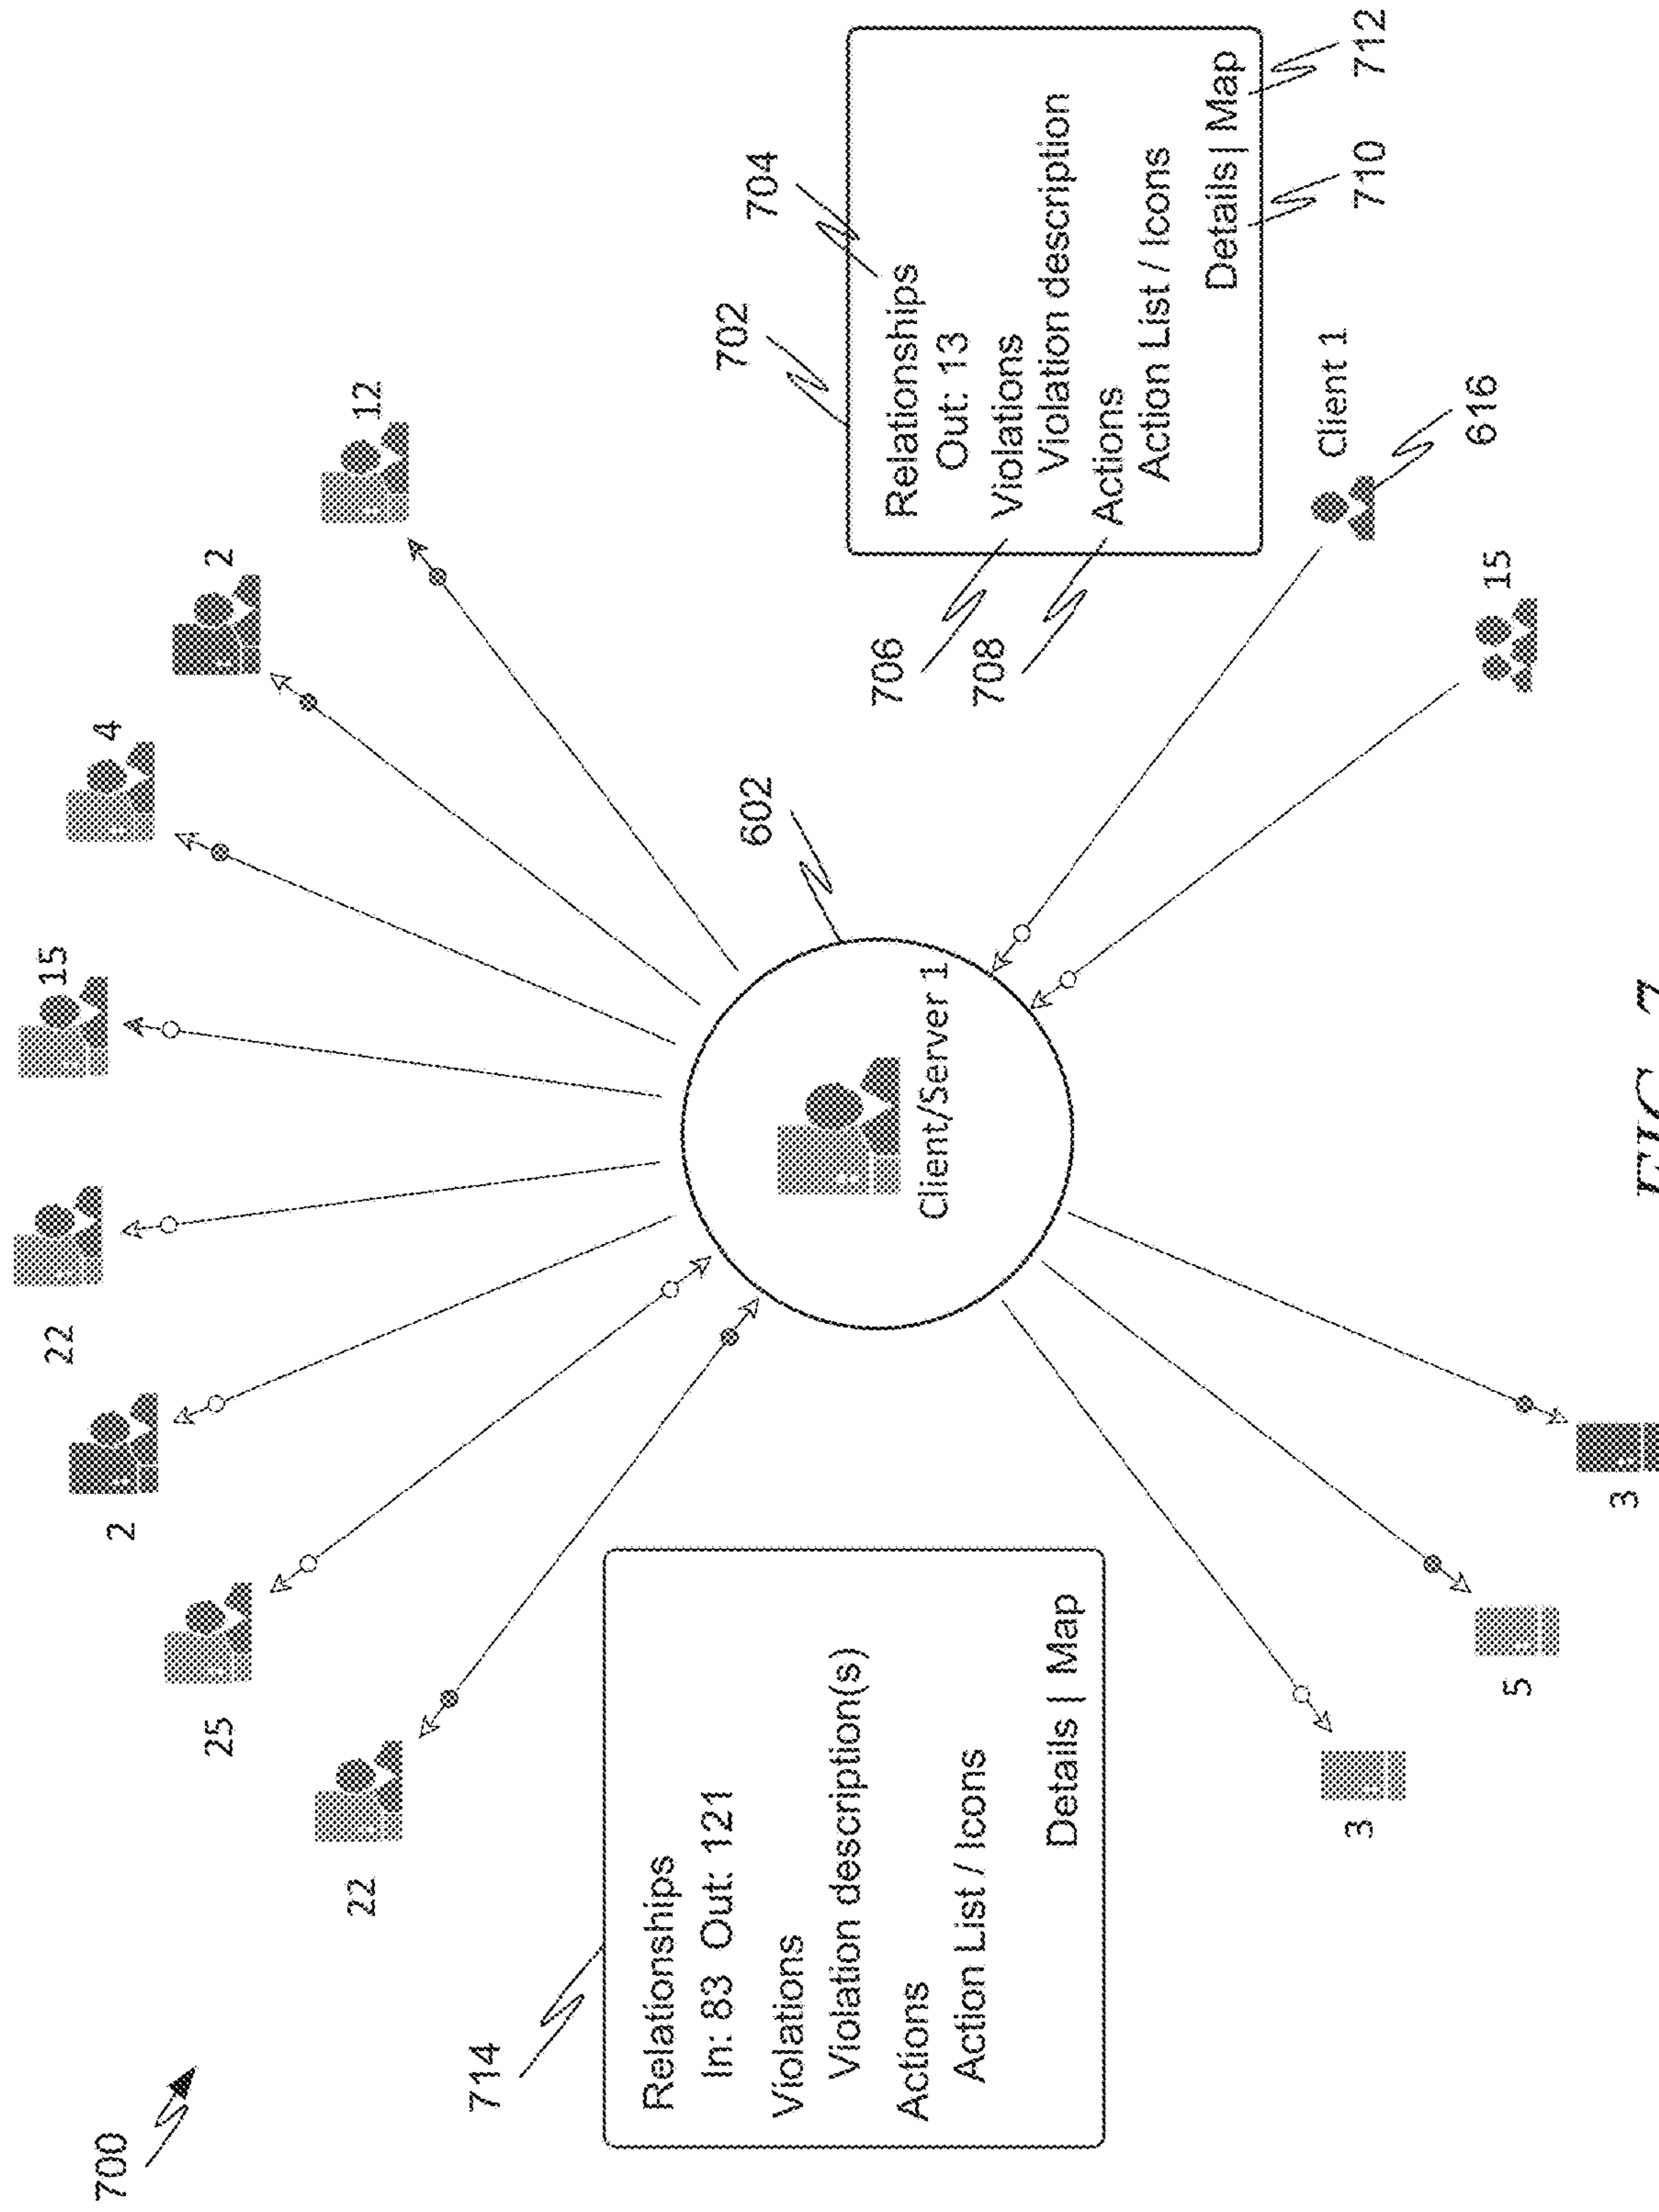 700
22
15
2
4
25
2
22
12
714
Relationships
In: 83 Out: 121
Violations
Violation description(s)
Actions
Action List / Icons
Details | Map
602
Client/Server 1
702
704
706
708
Relationships
Out: 13
Violations
Violation description
Actions
Action List / Icons
Details | Map
710
712
Client 1
616
15
3
5
3
FIG. 7